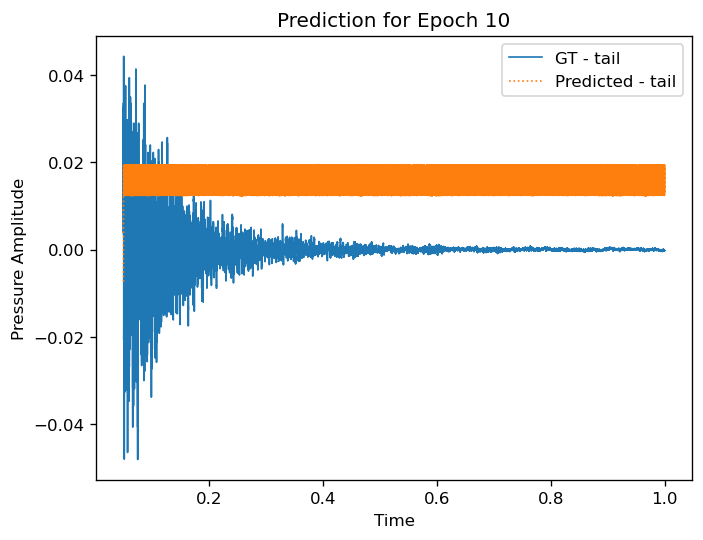 Prediction for Epoch 10
GT - tail
Predicted - tail
Pressure Amplitude
0.04
0.02
0.00
−0.02
−0.04
0.2
0.4
0.6
0.8
1.0
Time